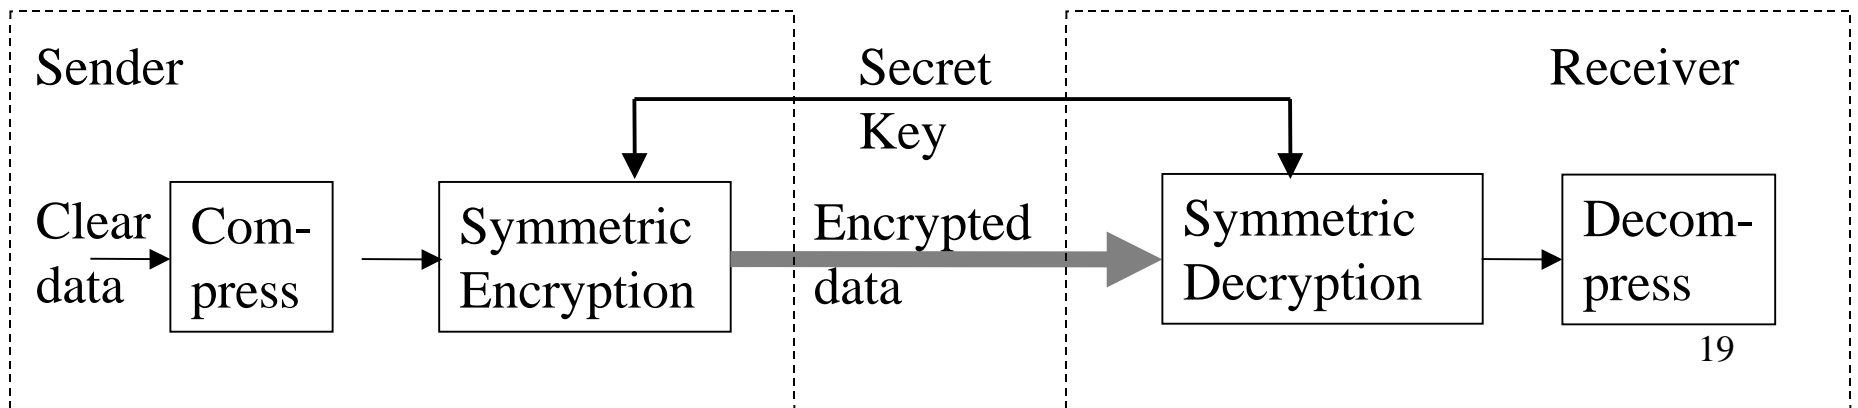 Sender
Secret
Key
Receiver
Clear
data
Com-
press
Symmetric
Encryption
Encrypted
data
Symmetric
Decryption
Decom-
press
19